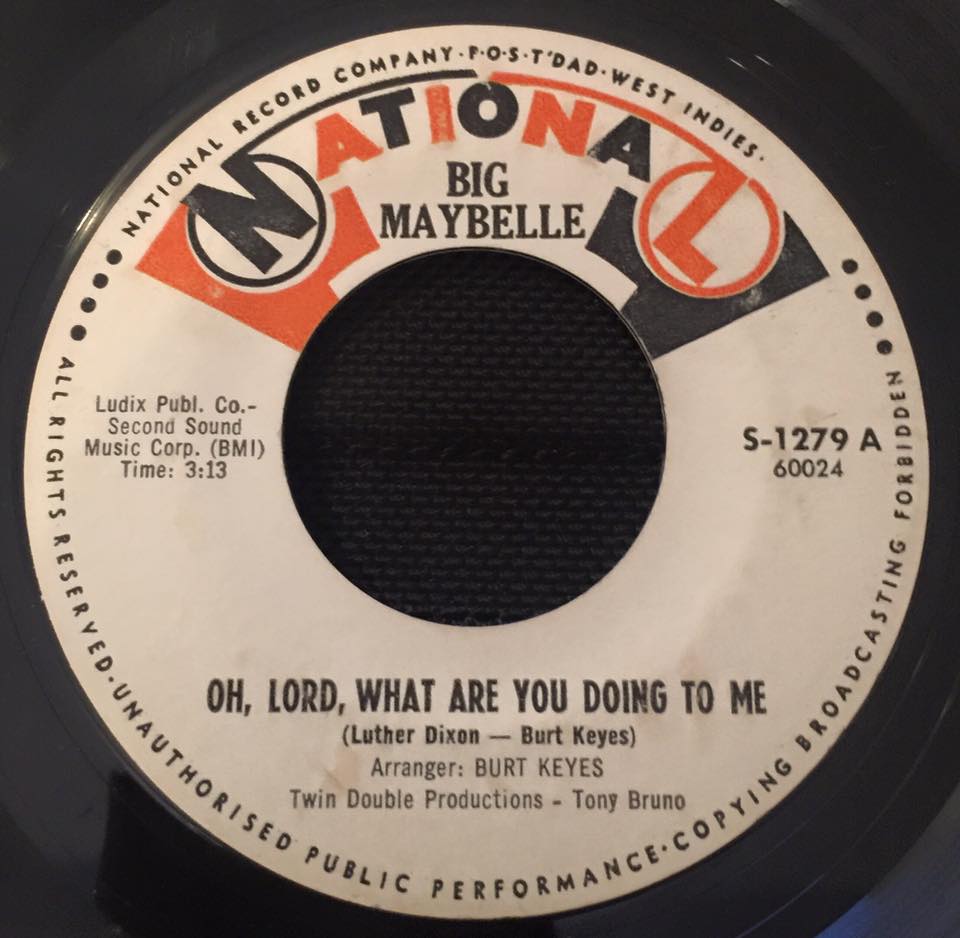 NATIONAL RECORD COMPANY·P·O·S·T'DAD·WEST INDIES·
NATIONAL
BIG
MAYBELLE
Ludix Publ. Co.-
Second Sound
Music Corp. (BMI)
Time: 3:13
S-1279 A
60024
OH, LORD, WHAT ARE YOU DOING TO ME
(Luther Dixon — Burt Keyes)
Arranger: BURT KEYES
Twin Double Productions - Tony Bruno
ALL RIGHTS RESERVED·UNAUTHORISED PUBLIC PERFORMANCE·COPYING BROADCASTING FORBIDDEN